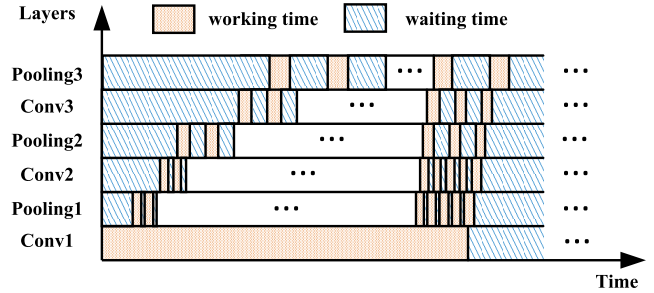 Layers
working time
waiting time
Pooling3
...
...
Conv3
...
Pooling2
...
...
Conv2
...
Pooling1
...
...
Conv1
...
Time